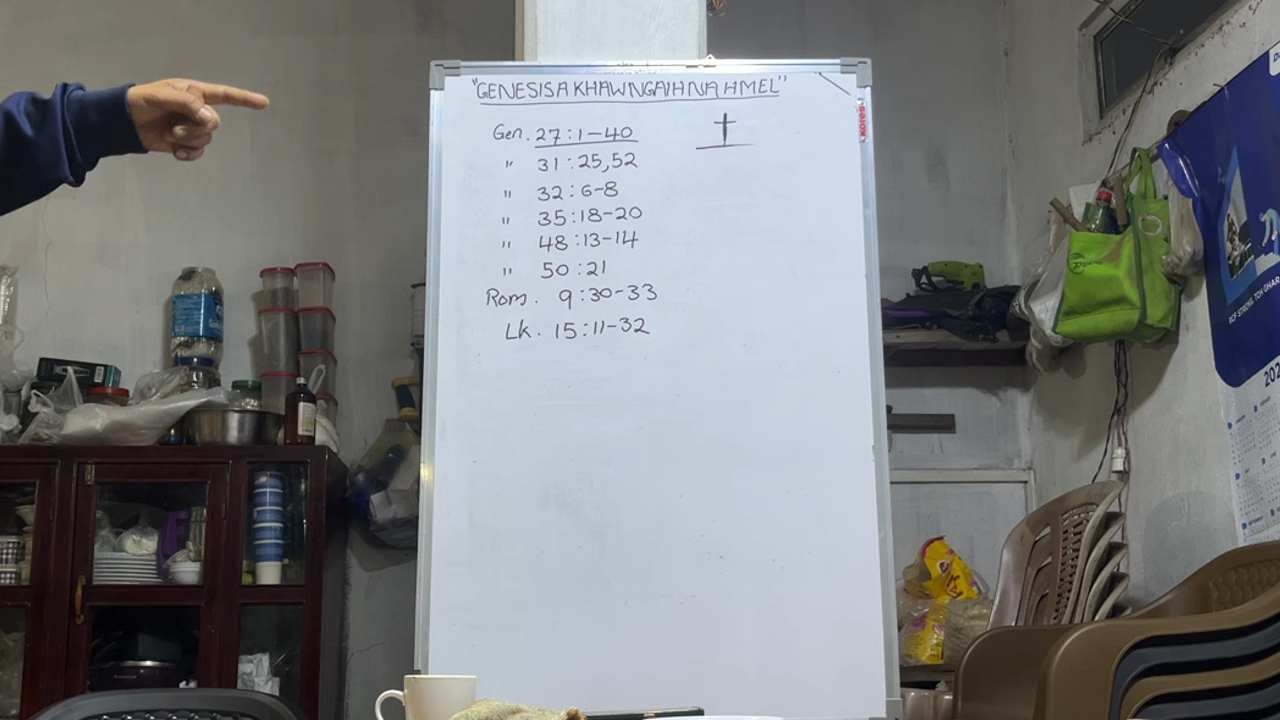 "GENESIS A KHAWNGAIHNA HMEL"
Gen. 27:1-40
" 31:25,52
" 32:6-8
" 35:18-20
" 48:13-14
" 50:21
Rom. 9:30-33
Lk. 15:11-32
kores